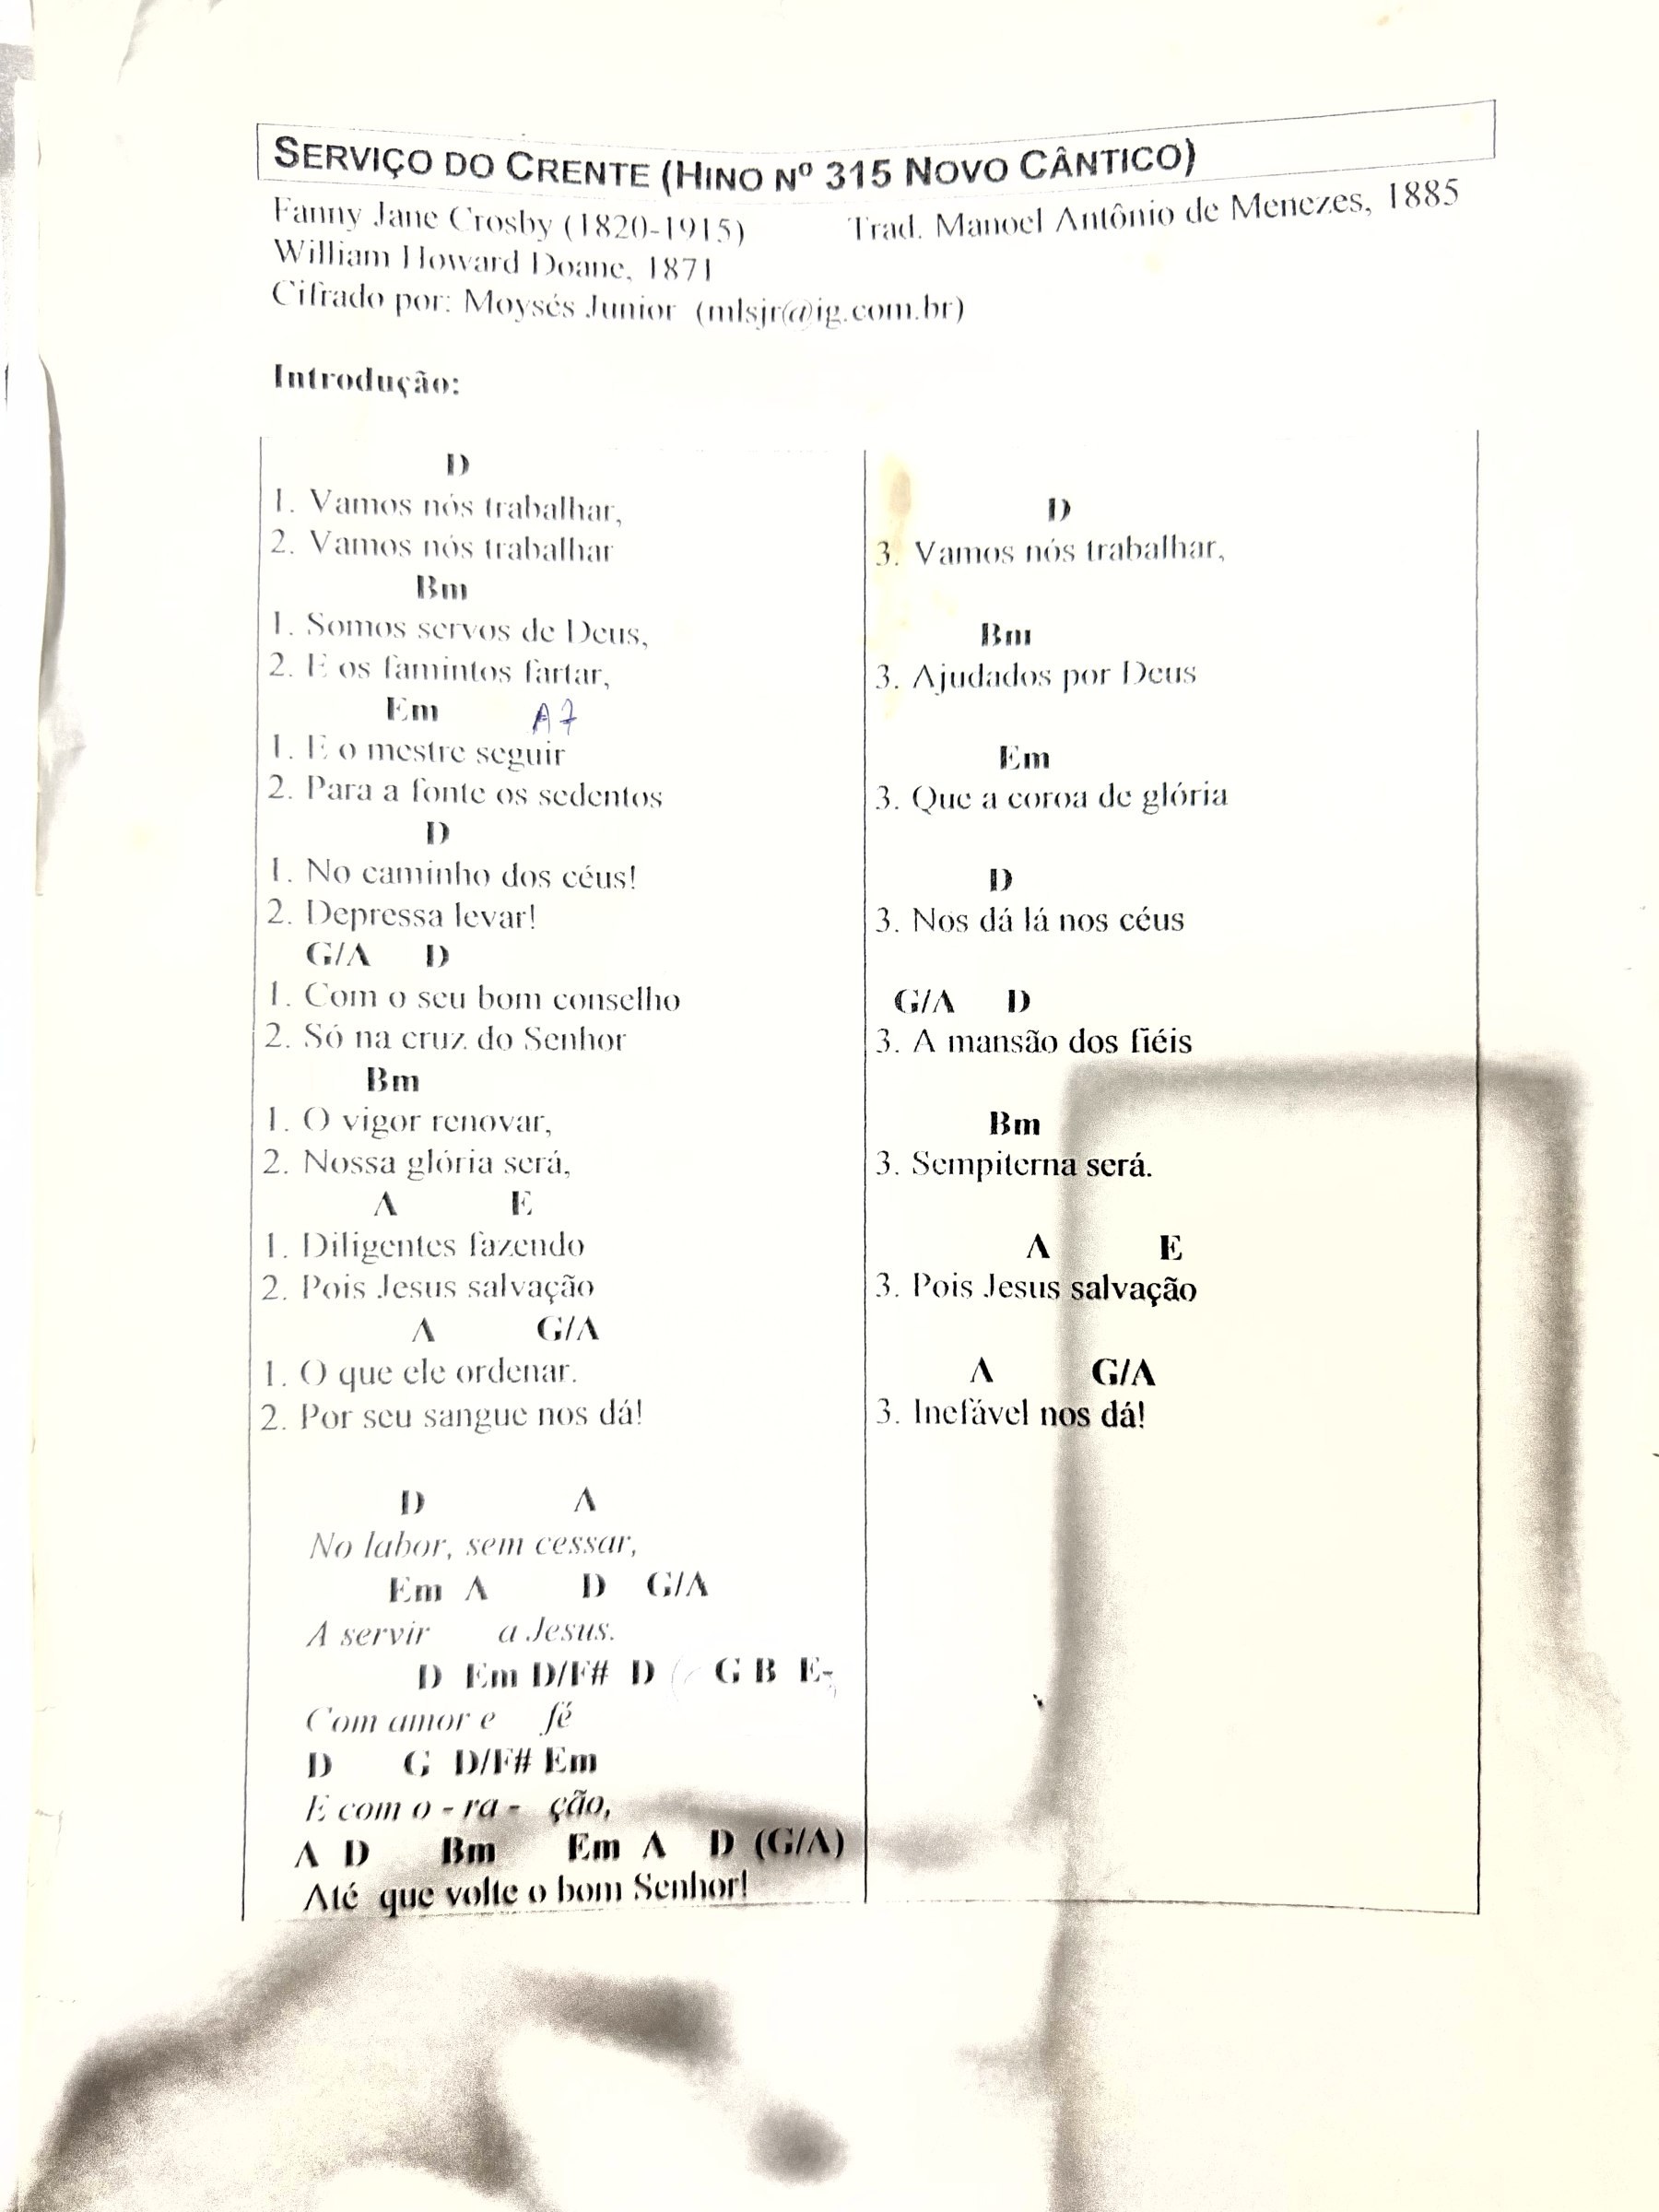 SERVIÇO DO CRENTE (HINO Nº 315 NOVO CÂNTICO)
Fanny Jane Crosby (1820-1915) Trad. Manoel Antônio de Menezes, 1885
William Howard Doane, 1871
Cifrado por: Moysés Junior (mlsjr@ig.com.br)
Introdução:
D
1. Vamos nós trabalhar,
2. Vamos nós trabalhar
Bm
1. Somos servos de Deus,
2. E os famintos fartar,
Em A7
1. E o mestre seguir
2. Para a fonte os sedentos
D
1. No caminho dos céus!
2. Depressa levar!
G/A D
1. Com o seu bom conselho
2. Só na cruz do Senhor
Bm
1. O vigor renovar,
2. Nossa glória será,
A E
1. Diligentes fazendo
2. Pois Jesus salvação
A G/A
1. O que ele ordenar.
2. Por seu sangue nos dá!
D A
No labor, sem cessar,
Em A D G/A
A servir a Jesus.
D Em D/F# D G B E-
Com amor e fé
D G D/F# Em
E com o - ra - ção,
A D Bm Em A D (G/A)
Até que volte o bom Senhor!
D
3. Vamos nós trabalhar,
Bm
3. Ajudados por Deus
Em
3. Que a coroa de glória
D
3. Nos dá lá nos céus
G/A D
3. A mansão dos fiéis
Bm
3. Sempiterna será.
A E
3. Pois Jesus salvação
A G/A
3. Inefável nos dá!